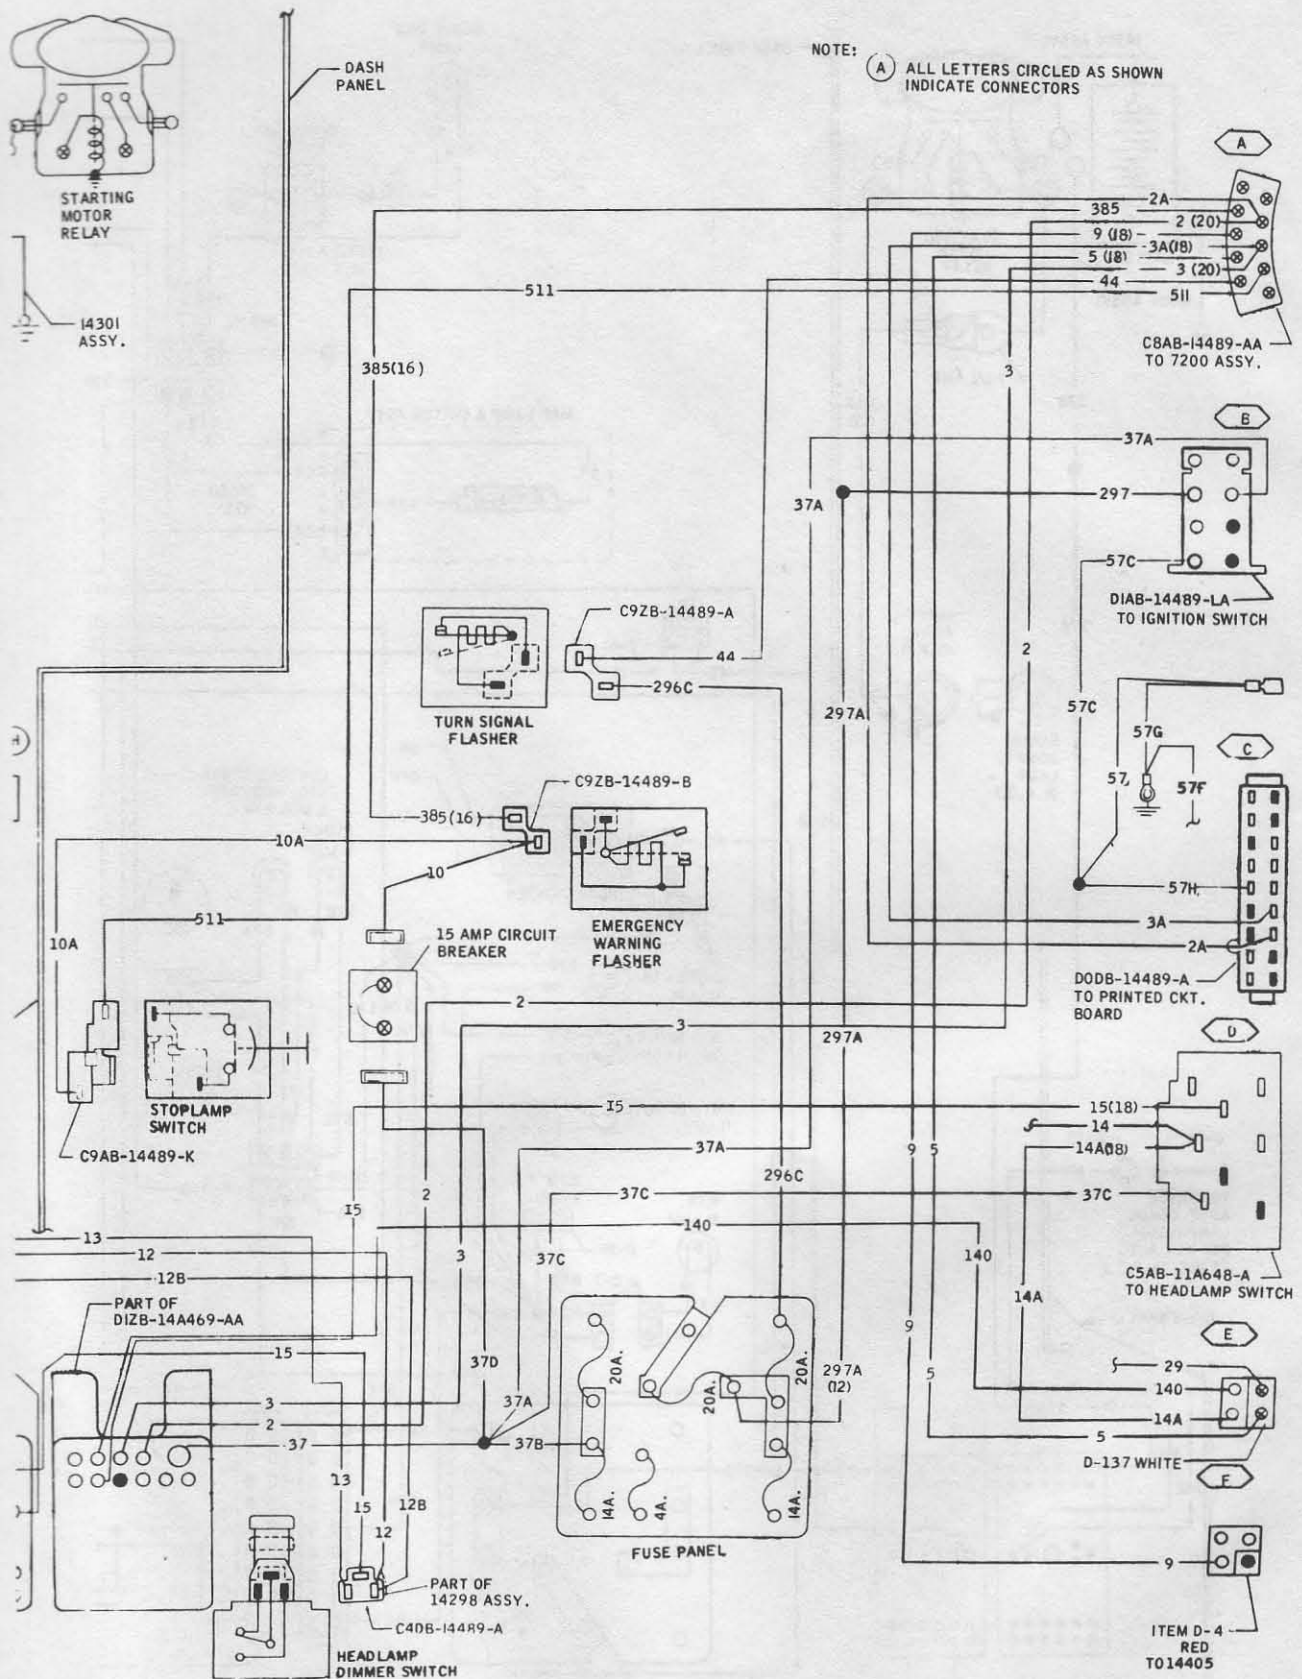 NOTE:
A ALL LETTERS CIRCLED AS SHOWN
INDICATE CONNECTORS
DASH
PANEL
STARTING
MOTOR
RELAY
14301
ASSY.
A
2A
385
2 (20)
9 (18)
3A(18)
5 (18)
3 (20)
44
511
511
C8AB-14489-AA
TO 7200 ASSY.
385(16)
3
B
37A
297
37A
57C
D1AB-14489-LA
TO IGNITION SWITCH
C9ZB-14489-A
44
296C
2
TURN SIGNAL
FLASHER
297A
57C
57G
57
57F
C
H
C9ZB-14489-B
385(16)
10A
10
57H
3A
2A
511
10A
15 AMP CIRCUIT
BREAKER
EMERGENCY
WARNING
FLASHER
DODB-14489-A
TO PRINTED CKT.
BOARD
2
3
297A
D
STOPLAMP
SWITCH
C9AB-14489-K
15
15(18)
14
14A(18)
37A
9
5
296C
37C
37C
2
15
140
140
13
12
12B
3
37C
14A
C5AB-11A648-A
TO HEADLAMP SWITCH
PART OF
D1ZB-14A469-AA
15
37D
37A
20A.
20A.
20A.
297A
(12)
9
5
E
29
140
14A
5
3
2
37
37B
D-137 WHITE
F
13
15
12
12B
14A.
4A.
14A.
FUSE PANEL
9
PART OF
14298 ASSY.
C4DB-14489-A
HEADLAMP
DIMMER SWITCH
ITEM D-4
RED
TO14405